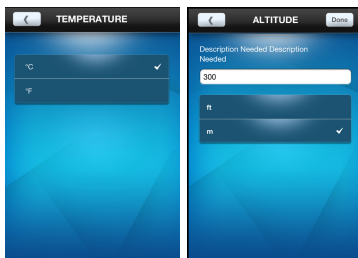 TEMPERATURE
°C
°F
ALTITUDE
Done
Description Needed Description
Needed
300
ft
m